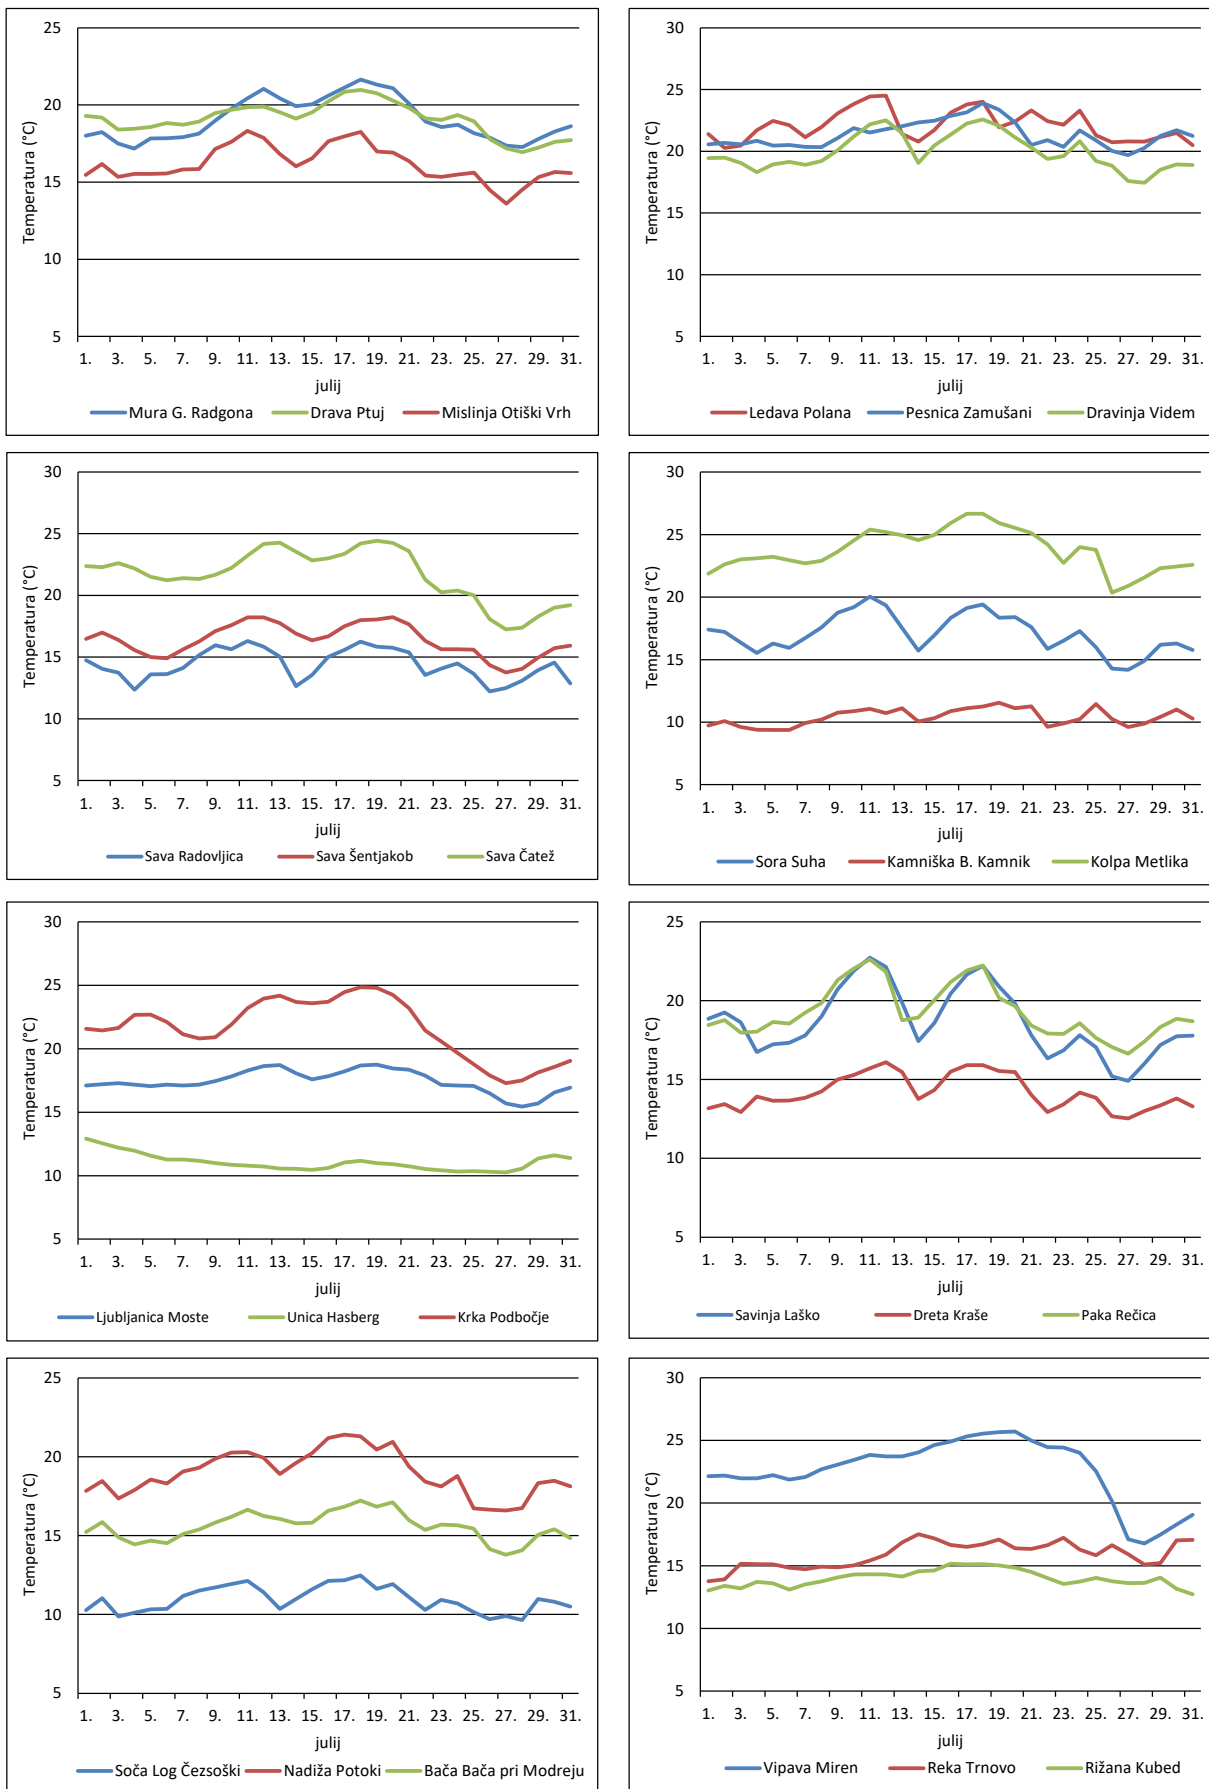 25
20
15
10
5
Temperatura (°C)
1. 3. 5. 7. 9. 11. 13. 15. 17. 19. 21. 23. 25. 27. 29. 31.
julij
Mura G. Radgona Drava Ptuj Mislinja Otiški Vrh
30
25
20
15
10
5
Temperatura (°C)
1. 3. 5. 7. 9. 11. 13. 15. 17. 19. 21. 23. 25. 27. 29. 31.
julij
Ledava Polana Pesnica Zamušani Dravinja Videm
30
25
20
15
10
5
Temperatura (°C)
1. 3. 5. 7. 9. 11. 13. 15. 17. 19. 21. 23. 25. 27. 29. 31.
julij
Sava Radovljica Sava Šentjakob Sava Čatež
30
25
20
15
10
5
Temperatura (°C)
1. 3. 5. 7. 9. 11. 13. 15. 17. 19. 21. 23. 25. 27. 29. 31.
julij
Sora Suha Kamniška B. Kamnik Kolpa Metlika
30
25
20
15
10
5
Temperatura (°C)
1. 3. 5. 7. 9. 11. 13. 15. 17. 19. 21. 23. 25. 27. 29. 31.
julij
Ljubljanica Moste Unica Hasberg Krka Podbočje
25
20
15
10
5
Temperatura (°C)
1. 3. 5. 7. 9. 11. 13. 15. 17. 19. 21. 23. 25. 27. 29. 31.
julij
Savinja Laško Dreta Kraše Paka Rečica
25
20
15
10
5
Temperatura (°C)
1. 3. 5. 7. 9. 11. 13. 15. 17. 19. 21. 23. 25. 27. 29. 31.
julij
Soča Log Čezsoški Nadiža Potoki Bača Bača pri Modreju
30
25
20
15
10
5
Temperatura (°C)
1. 3. 5. 7. 9. 11. 13. 15. 17. 19. 21. 23. 25. 27. 29. 31.
julij
Vipava Miren Reka Trnovo Rižana Kubed